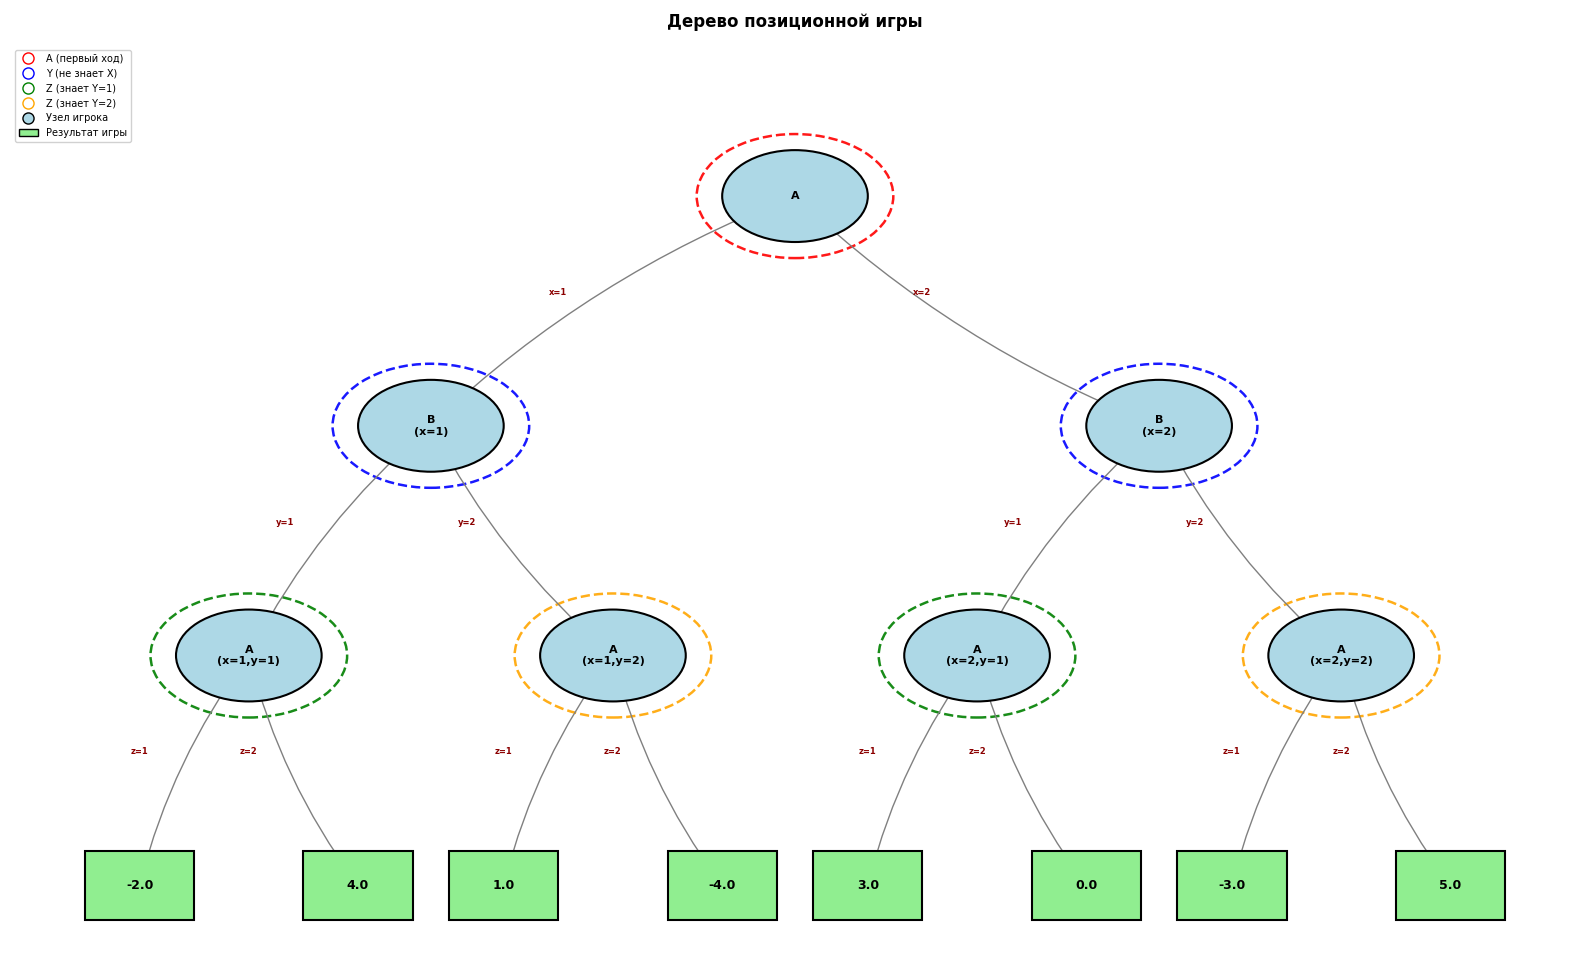 Дерево позиционной игры
A (первый ход)
Y (не знает X)
Z (знает Y=1)
Z (знает Y=2)
Узел игрока
Результат игры
A
x=1
x=2
B
(x=1)
B
(x=2)
y=1
y=2
y=1
y=2
A
(x=1,y=1)
A
(x=1,y=2)
A
(x=2,y=1)
A
(x=2,y=2)
z=1
z=2
z=1
z=2
z=1
z=2
z=1
z=2
-2.0
4.0
1.0
-4.0
3.0
0.0
-3.0
5.0